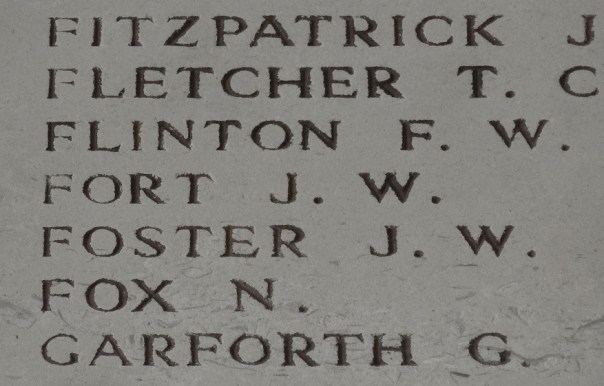 FITZPATRICK J
FLETCHER T. C
FLINTON F. W.
FORT J. W.
FOSTER J. W.
FOX N.
GARFORTH G.